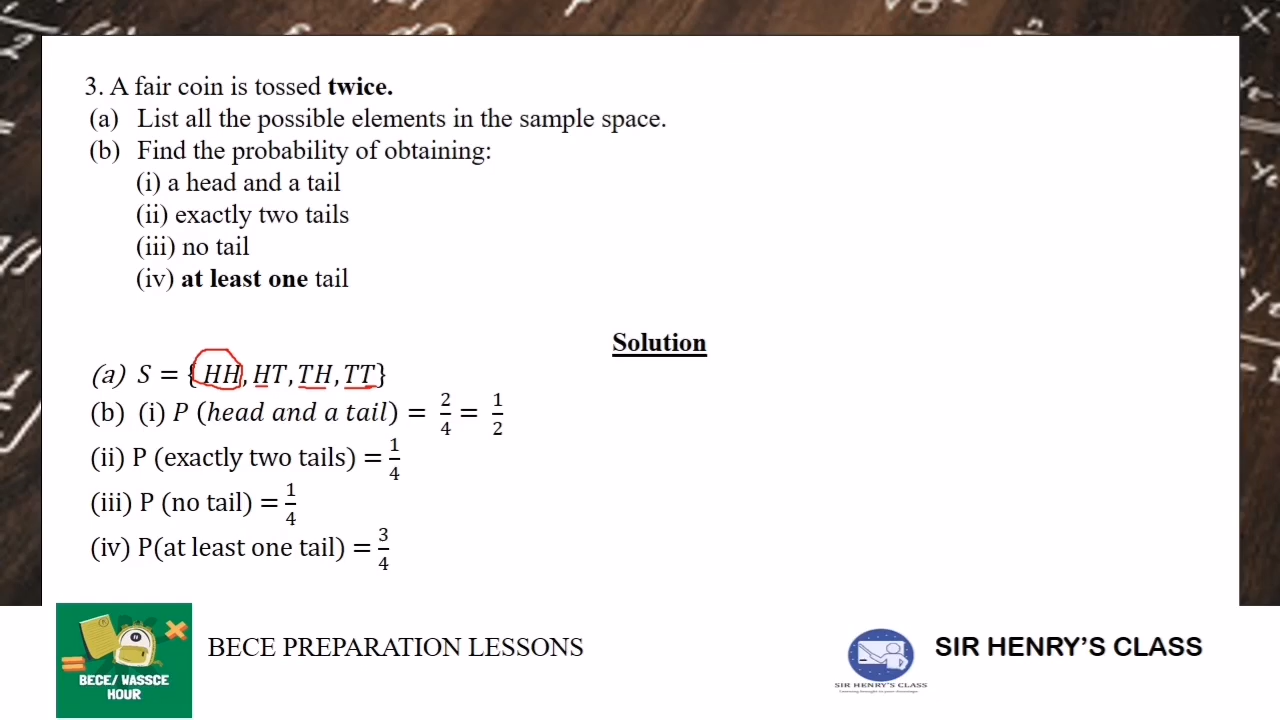 3. A fair coin is tossed twice.
(a) List all the possible elements in the sample space.
(b) Find the probability of obtaining:
(i) a head and a tail
(ii) exactly two tails
(iii) no tail
(iv) at least one tail
Solution
(a) S = { HH, HT, TH, TT}
(b) (i) P (head and a tail) = 2/4 = 1/2
(ii) P (exactly two tails) = 1/4
(iii) P (no tail) = 1/4
(iv) P(at least one tail) = 3/4
BECE/ WASSCE
HOUR
BECE PREPARATION LESSONS
SIR HENRY'S CLASS
SIR HENRY’S CLASS